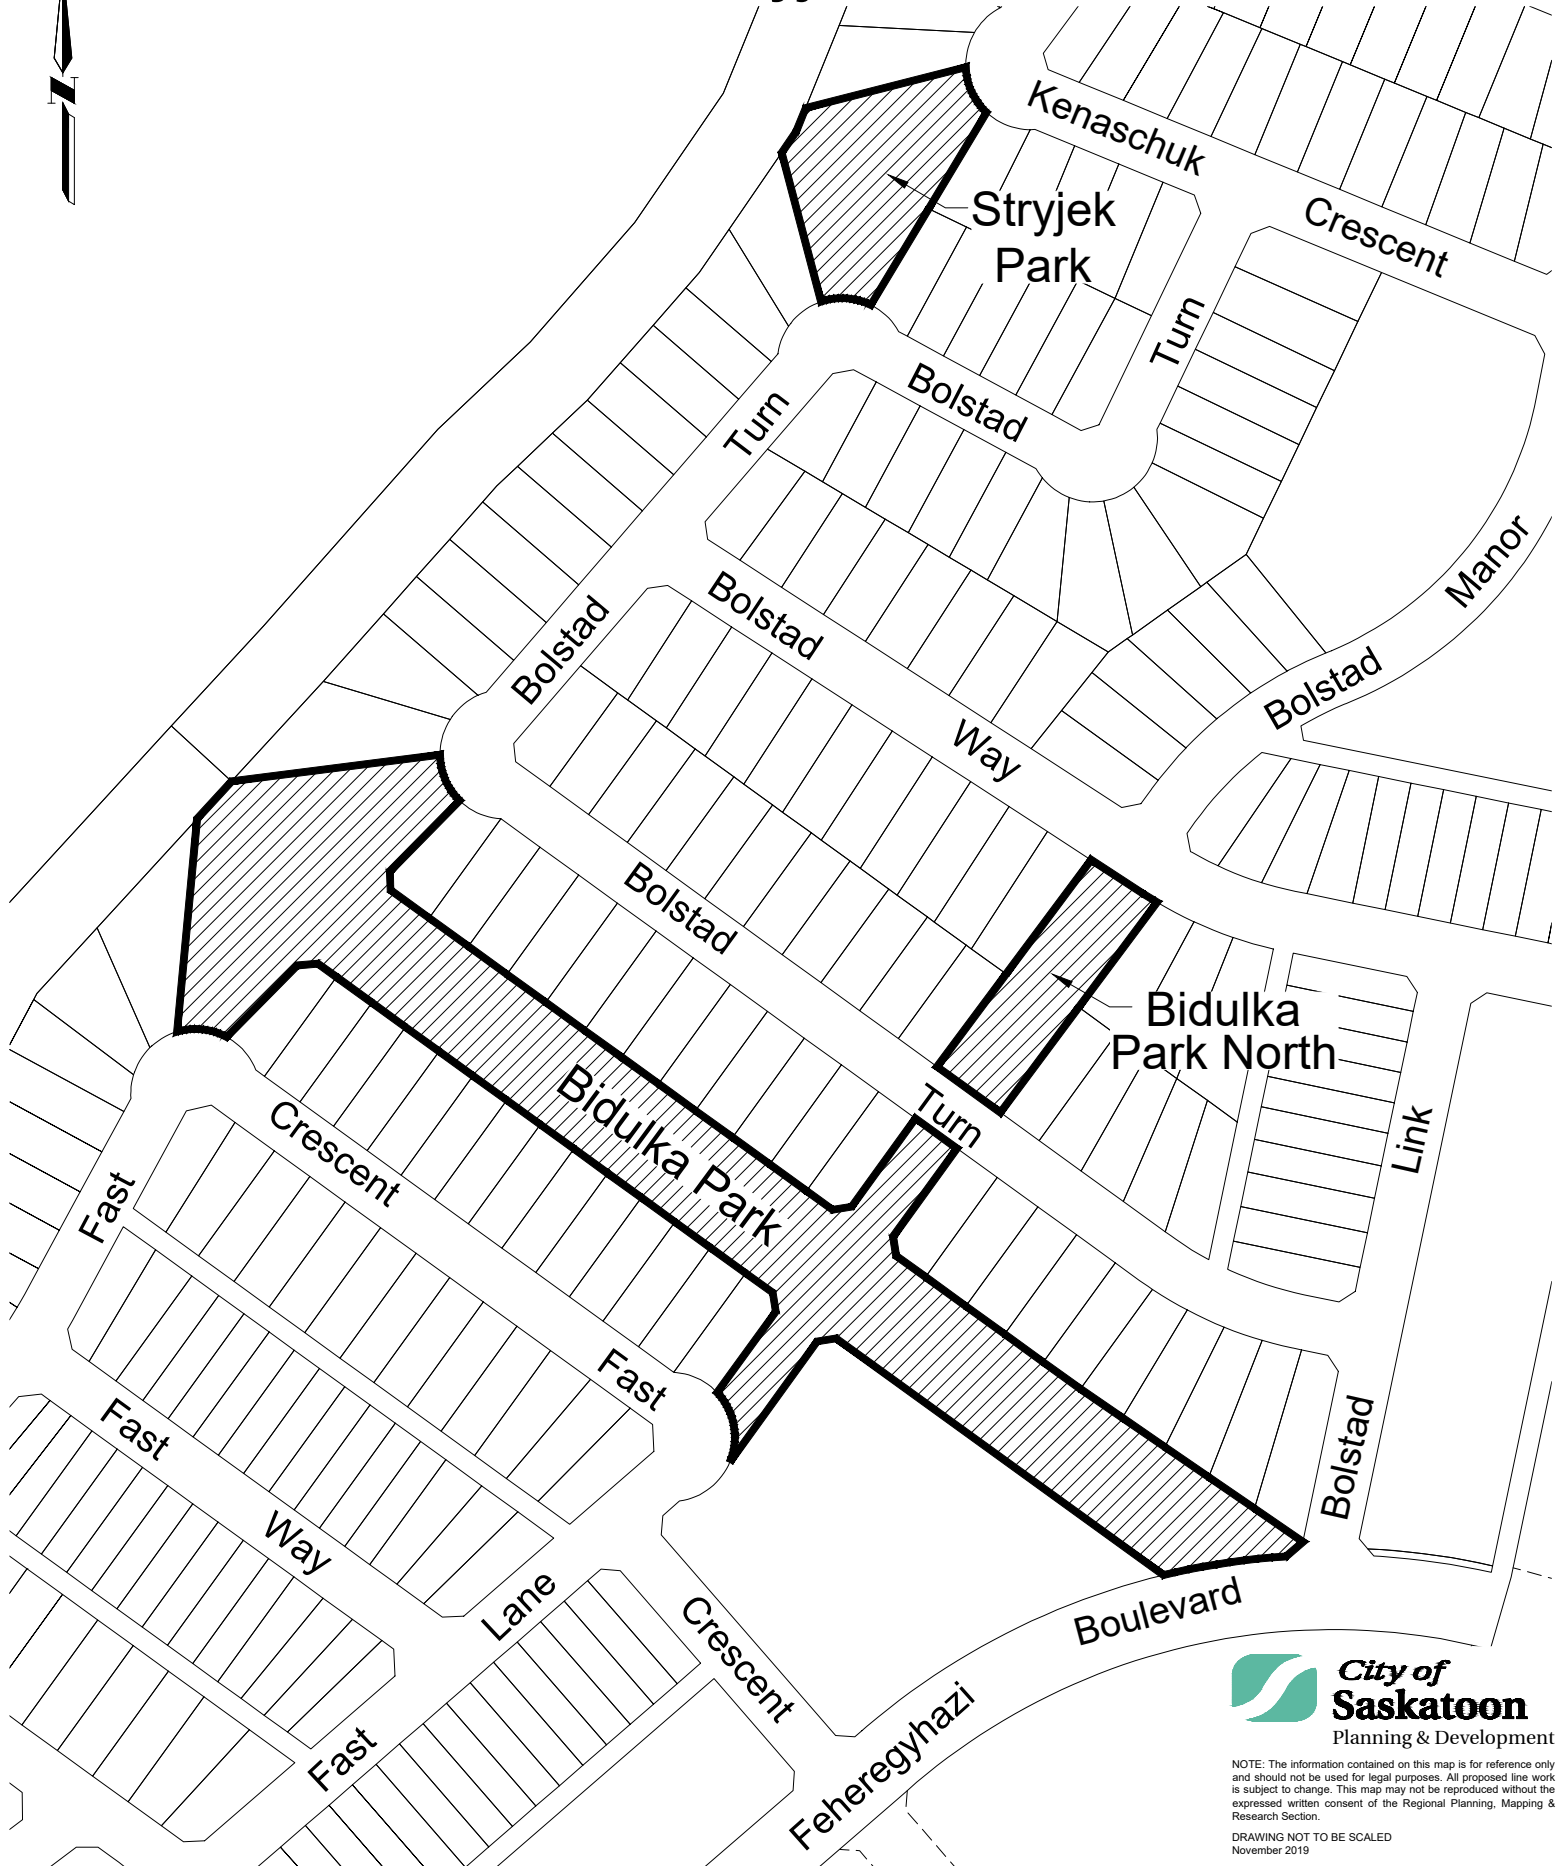 N
Kenaschuk
Crescent
Stryjek
Park
Turn
Bolstad
Turn
Manor
Bolstad
Bolstad
Way
Bolstad
Bolstad
Turn
Bidulka
Park North
Link
Bidulka Park
Crescent
Fast
Fast
Bolstad
Fast
Way
Lane
Fast
Crescent
Boulevard
Feheregyhazi
City of
Saskatoon
Planning & Development
NOTE: The information contained on this map is for reference only
and should not be used for legal purposes. All proposed line work
is subject to change. This map may not be reproduced without the
expressed written consent of the Regional Planning, Mapping &
Research Section.
DRAWING NOT TO BE SCALED
November 2019